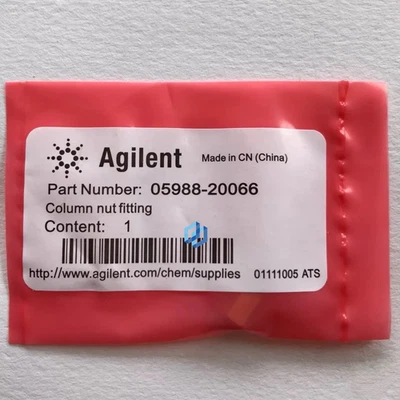 Agilent Made in CN (China)
Part Number: 05988-20066
Column nut fitting
Content: 1
http://www.agilent.com/chem/supplies 01111005 ATS